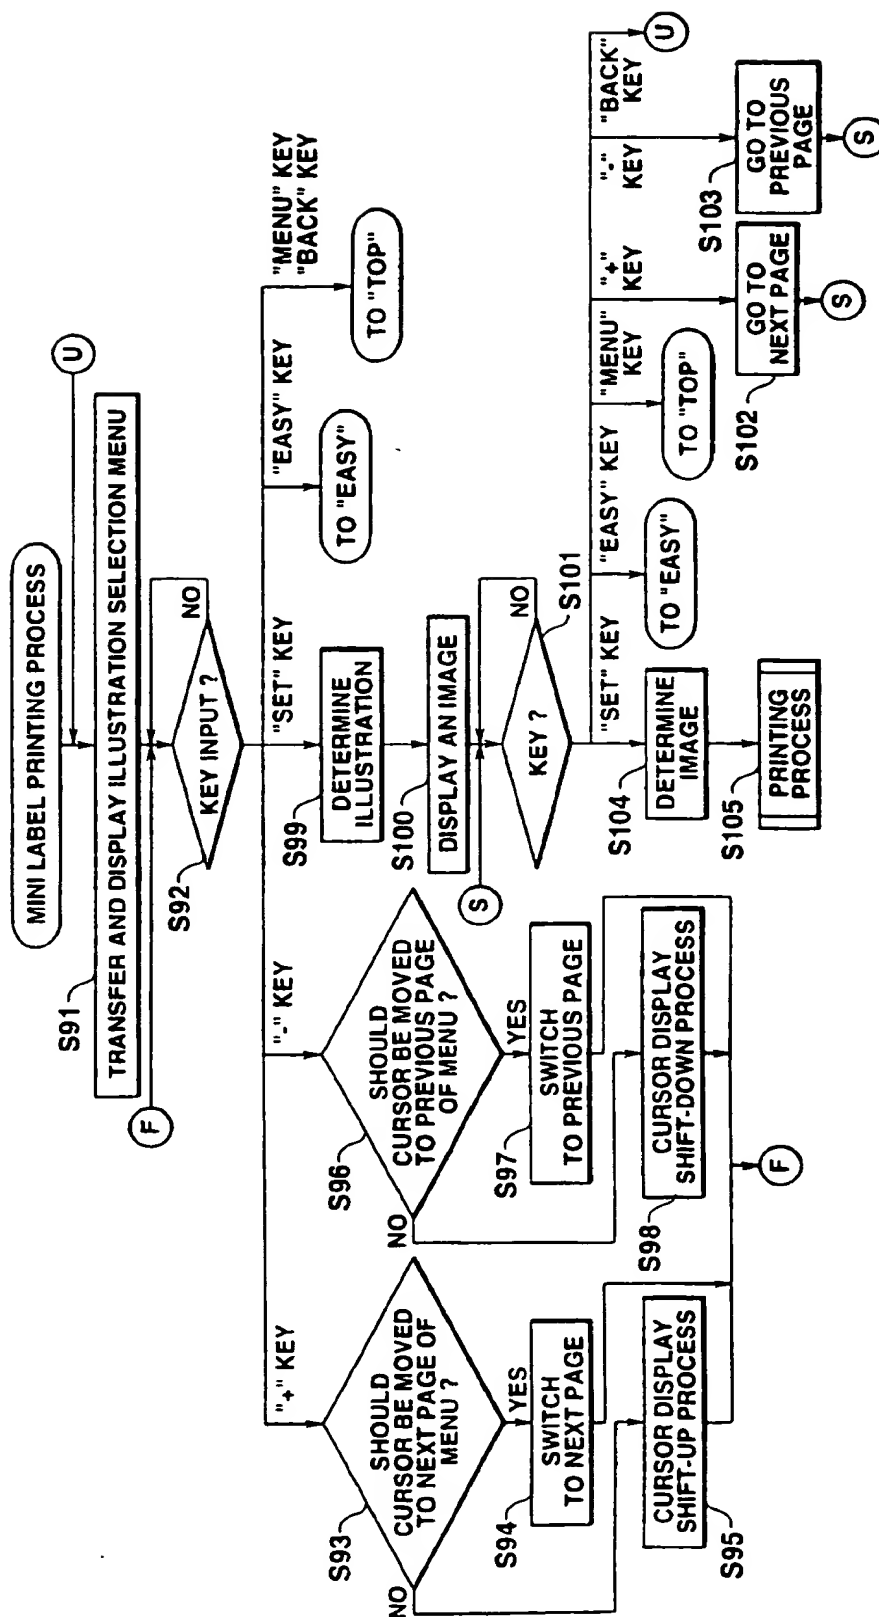 MINI LABEL PRINTING PROCESS
U
S91
TRANSFER AND DISPLAY ILLUSTRATION SELECTION MENU
F
NO
S92
KEY INPUT ?
"+" KEY
"-" KEY
"SET" KEY
"EASY" KEY
"MENU" KEY
"BACK" KEY
S93
SHOULD
CURSOR BE MOVED
TO NEXT PAGE OF
MENU ?
NO
YES
S94
SWITCH
TO NEXT PAGE
S95
CURSOR DISPLAY
SHIFT-UP PROCESS
S96
SHOULD
CURSOR BE MOVED
TO PREVIOUS PAGE
OF MENU ?
NO
YES
S97
SWITCH
TO PREVIOUS PAGE
S98
CURSOR DISPLAY
SHIFT-DOWN PROCESS
F
S99
DETERMINE
ILLUSTRATION
TO "EASY"
TO "TOP"
S100
DISPLAY AN IMAGE
S
NO
KEY ?
S101
"SET" KEY
"EASY" KEY
"MENU"
KEY
"+"
KEY
"-"
KEY
"BACK"
KEY
S104
DETERMINE
IMAGE
TO "EASY"
TO "TOP"
S102
GO TO
NEXT PAGE
S
S103
GO TO
PREVIOUS
PAGE
S
U
S105
PRINTING
PROCESS